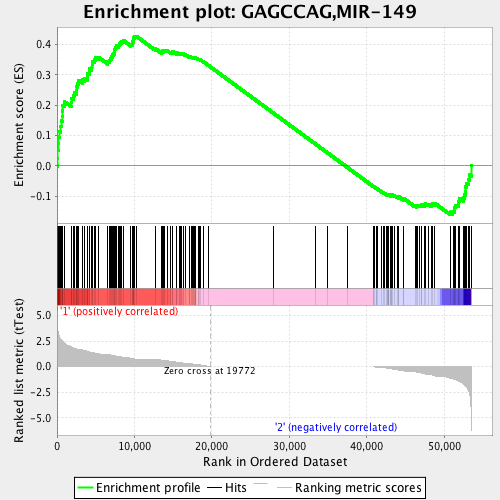 Enrichment plot: GAGCCAG,MIR-149
Enrichment score (ES)
0.4
0.3
0.2
0.1
0.0
-0.1
'1' (positively correlated)
5.0
2.5
0.0
-2.5
-5.0
Zero cross at 19772
'2' (negatively correlated)
Ranked list metric (tTest)
0
10,000
20,000
30,000
40,000
50,000
Rank in Ordered Dataset
Enrichment profile
Hits
Ranking metric scores